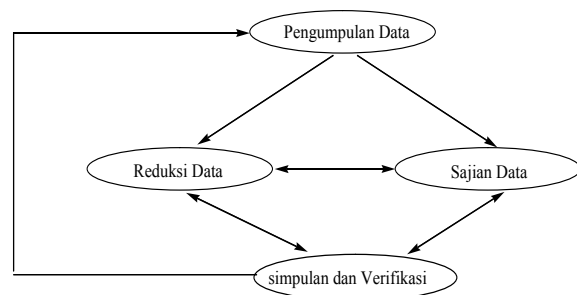 Pengumpulan Data
Reduksi Data
Sajian Data
simpulan dan Verifikasi